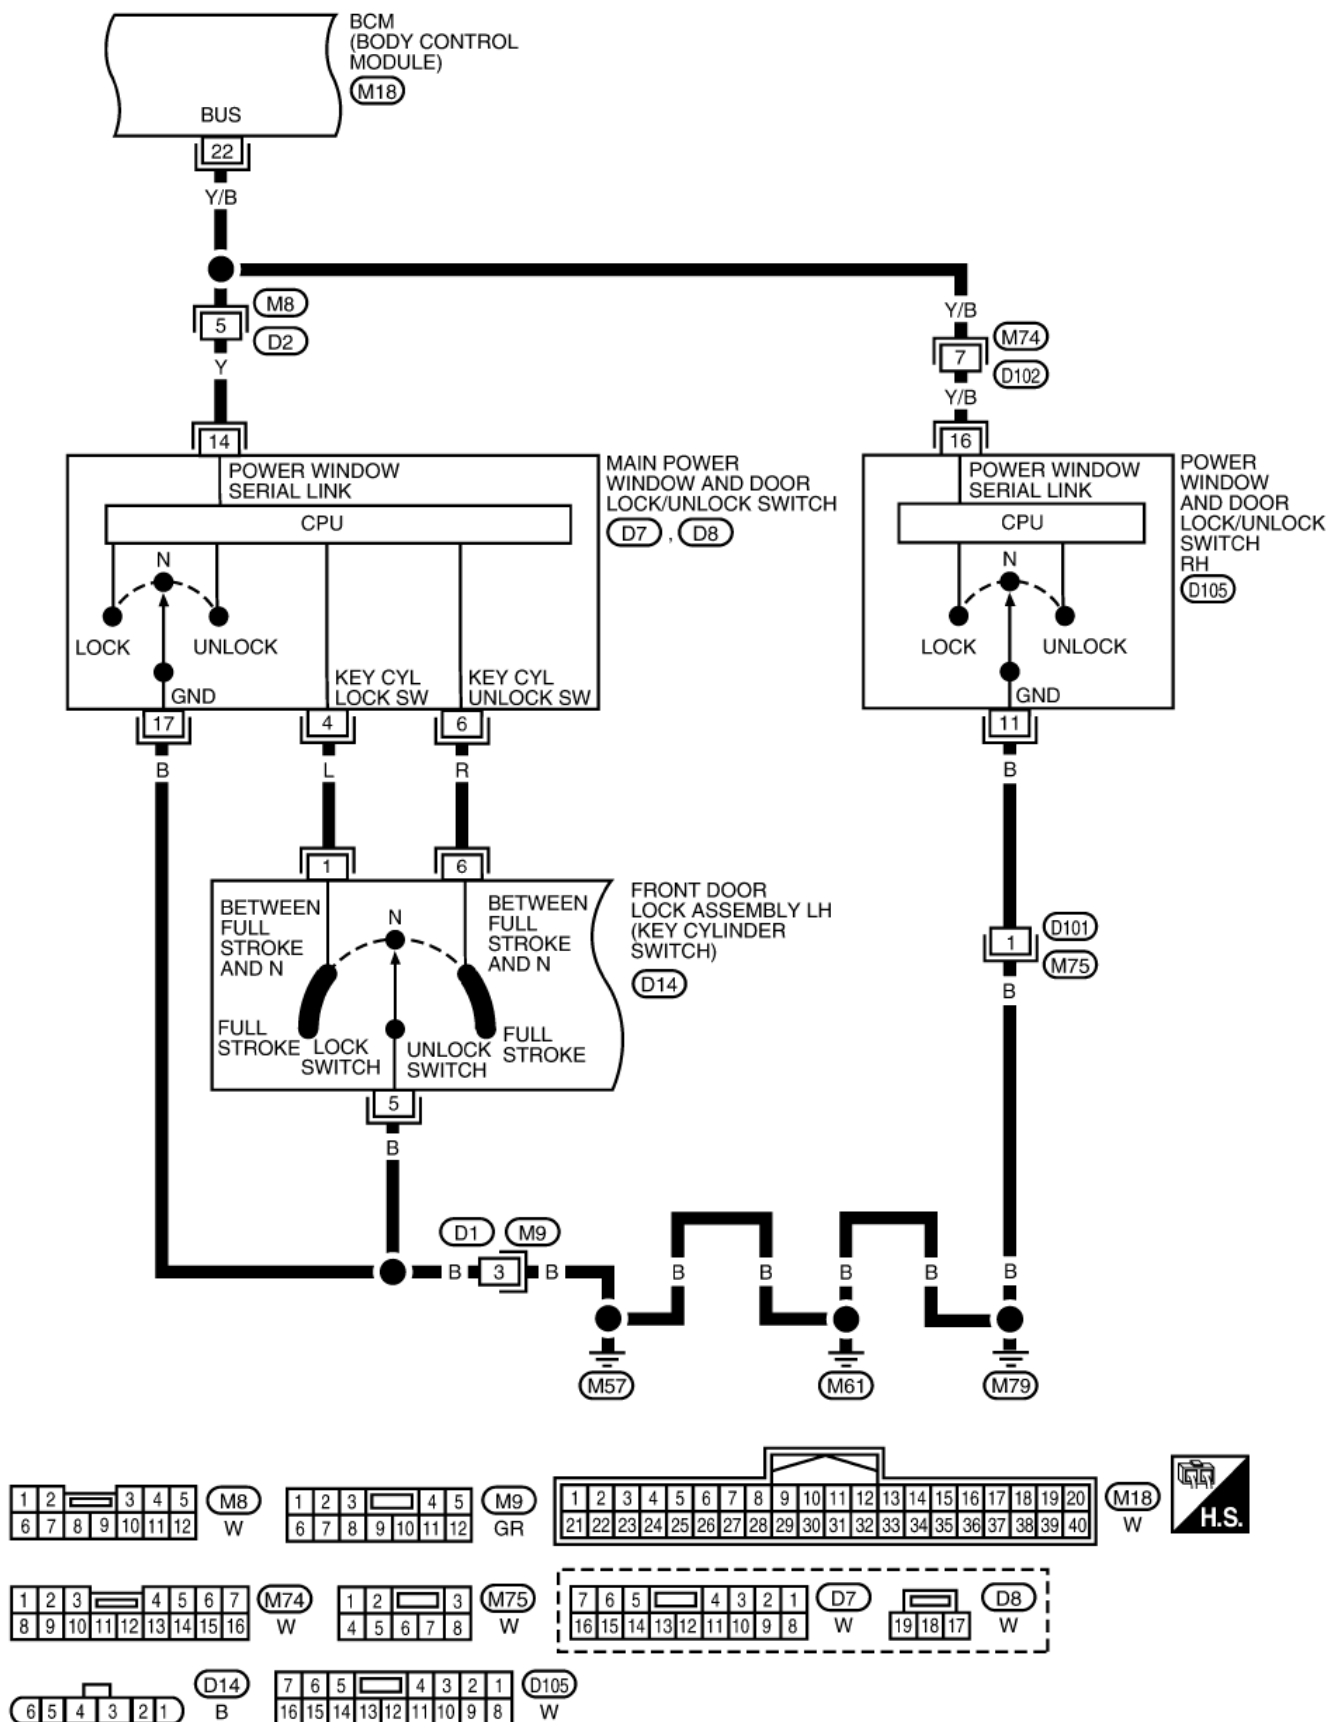 BCM
(BODY CONTROL
MODULE)
M18
BUS
22
Y/B
M8
5
D2
Y
Y/B
M74
7
D102
Y/B
14
16
POWER WINDOW
SERIAL LINK
CPU
N
LOCK
UNLOCK
GND
KEY CYL
LOCK SW
KEY CYL
UNLOCK SW
MAIN POWER
WINDOW AND DOOR
LOCK/UNLOCK SWITCH
D7 , D8
POWER WINDOW
SERIAL LINK
CPU
N
LOCK
UNLOCK
GND
POWER
WINDOW
AND DOOR
LOCK/UNLOCK
SWITCH
RH
D105
17
4
6
11
B
L
R
B
1
6
BETWEEN
FULL
STROKE
AND N
N
BETWEEN
FULL
STROKE
AND N
FULL
STROKE
LOCK
SWITCH
UNLOCK
SWITCH
FULL
STROKE
FRONT DOOR
LOCK ASSEMBLY LH
(KEY CYLINDER
SWITCH)
D14
D101
1
M75
B
5
B
D1 M9
B 3 B
B B B B B
M57 M61 M79
1 2 3 4 5
6 7 8 9 10 11 12
M8
W
1 2 3 4 5
6 7 8 9 10 11 12
M9
GR
1 2 3 4 5 6 7 8 9 10 11 12 13 14 15 16 17 18 19 20
21 22 23 24 25 26 27 28 29 30 31 32 33 34 35 36 37 38 39 40
M18
W
H.S.
1 2 3 4 5 6 7
8 9 10 11 12 13 14 15 16
M74
W
1 2 3
4 5 6 7 8
M75
W
7 6 5 4 3 2 1
16 15 14 13 12 11 10 9 8
D7
W
19 18 17
D8
W
6 5 4 3 2 1
D14
B
7 6 5 4 3 2 1
16 15 14 13 12 11 10 9 8
D105
W